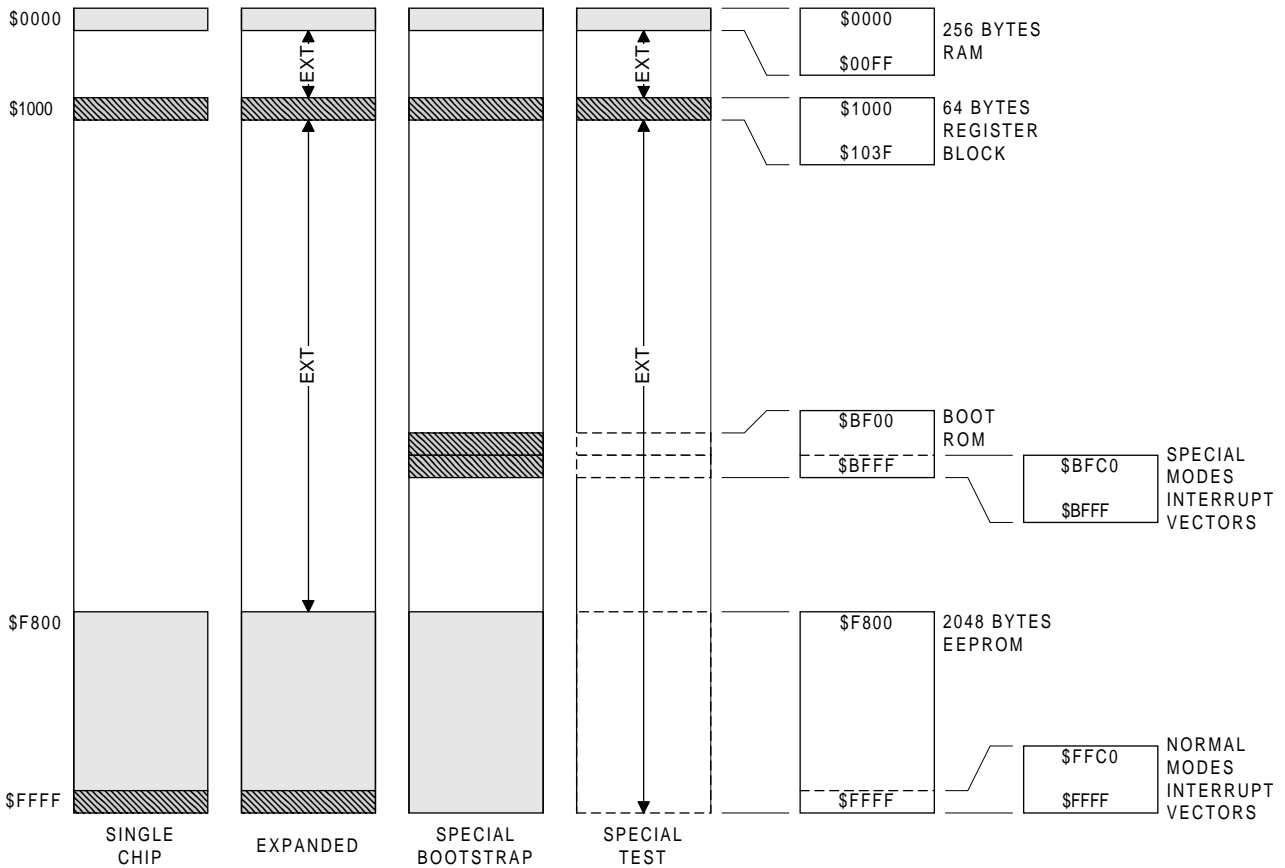 $0000
$1000
$F800
$FFFF
EXT
EXT
EXT
EXT
$0000
$00FF
256 BYTES
RAM
$1000
$103F
64 BYTES
REGISTER
BLOCK
$BF00
$BFFF
BOOT
ROM
$BFC0
$BFFF
SPECIAL
MODES
INTERRUPT
VECTORS
$F800
$FFFF
2048 BYTES
EEPROM
$FFC0
$FFFF
NORMAL
MODES
INTERRUPT
VECTORS
SINGLE
CHIP
EXPANDED
SPECIAL
BOOTSTRAP
SPECIAL
TEST